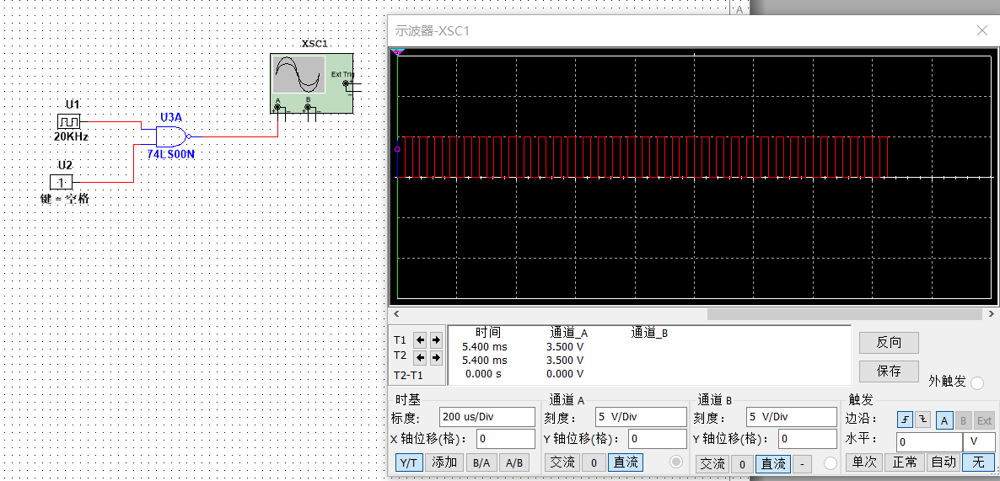 A
XSC1
Ext Trig
A
B
U1
20KHz
U3A
74LS00N
U2
1
键 = 空格
示波器-XSC1
T1
T2
T2-T1
时间 通道_A 通道_B
5.400 ms 3.500 V
5.400 ms 3.500 V
0.000 s 0.000 V
反向
保存
外触发
时基
标度: 200 us/Div
X 轴位移(格): 0
Y/T 添加 B/A A/B
通道 A
刻度: 5 V/Div
Y 轴位移(格): 0
交流 0 直流
通道 B
刻度: 5 V/Div
Y 轴位移(格): 0
交流 0 直流 -
触发
边沿: A B Ext
水平: 0 V
单次 正常 自动 无